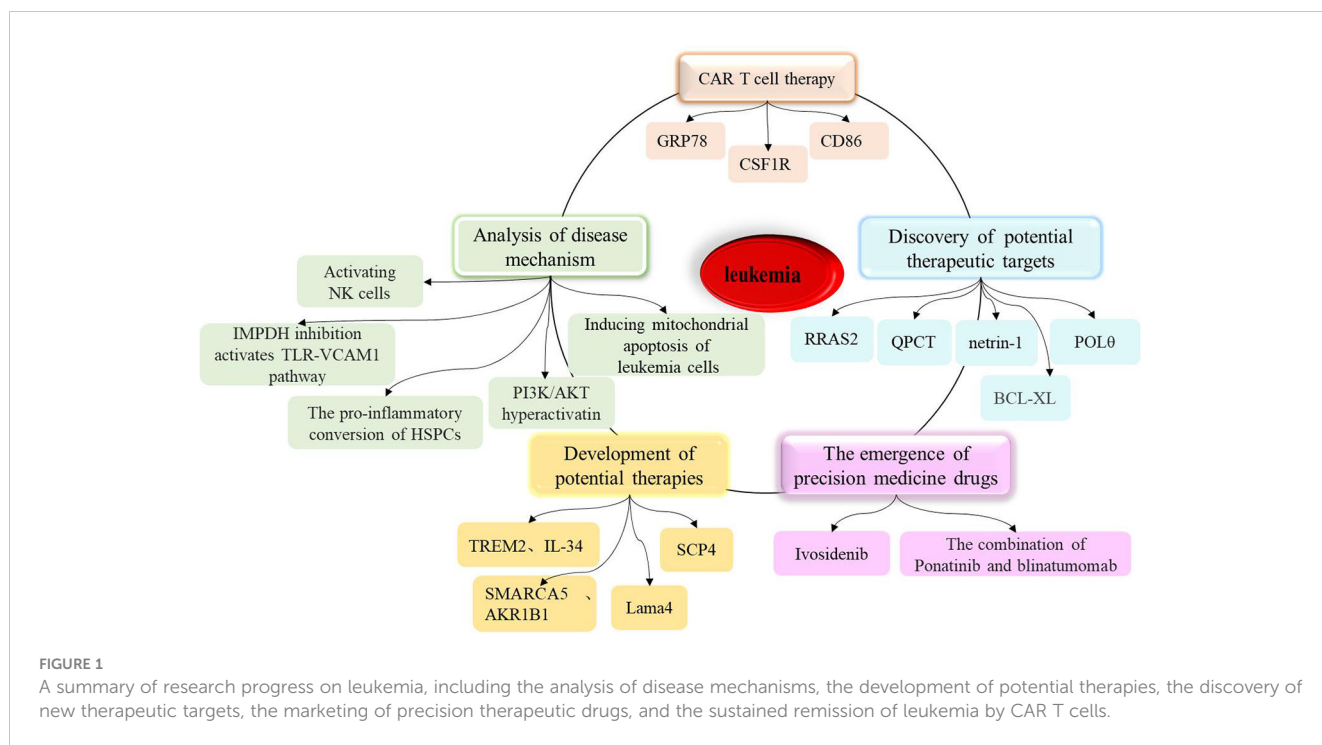 CAR T cell therapy
GRP78
CSF1R
CD86
Analysis of disease
mechanism
Activating
NK cells
IMPDH inhibition
activates TLR-VCAM1
pathway
The pro-inflammatory
conversion of HSPCs
PI3K/AKT
hyperactivatin
Inducing mitochondrial
apoptosis of
leukemia cells
leukemia
Discovery of potential
therapeutic targets
RRAS2
QPCT
netrin-1
BCL-XL
POLθ
Development of
potential therapies
TREM2、IL-34
SMARCA5 、
AKR1B1
Lama4
SCP4
The emergence of
precision medicine drugs
Ivosidenib
The combination of
Ponatinib and blinatumomab
FIGURE 1
A summary of research progress on leukemia, including the analysis of disease mechanisms, the development of potential therapies, the discovery of
new therapeutic targets, the marketing of precision therapeutic drugs, and the sustained remission of leukemia by CAR T cells.